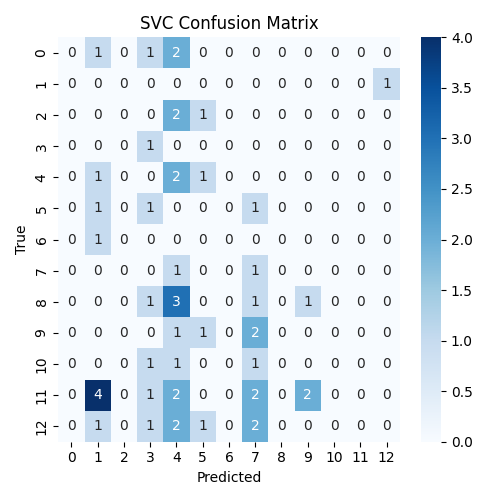 SVC Confusion Matrix
True
0 0 1 0 1 2 0 0 0 0 0 0 0 0
1 0 0 0 0 0 0 0 0 0 0 0 0 1
2 0 0 0 0 2 1 0 0 0 0 0 0 0
3 0 0 0 1 0 0 0 0 0 0 0 0 0
4 0 1 0 0 2 1 0 0 0 0 0 0 0
5 0 1 0 1 0 0 0 1 0 0 0 0 0
6 0 1 0 0 0 0 0 0 0 0 0 0 0
7 0 0 0 0 1 0 0 1 0 0 0 0 0
8 0 0 0 1 3 0 0 1 0 1 0 0 0
9 0 0 0 0 1 1 0 2 0 0 0 0 0
10 0 0 0 1 1 0 0 1 0 0 0 0 0
11 0 4 0 1 2 0 0 2 0 2 0 0 0
12 0 1 0 1 2 1 0 2 0 0 0 0 0
0 1 2 3 4 5 6 7 8 9 10 11 12
Predicted
4.0
3.5
3.0
2.5
2.0
1.5
1.0
0.5
0.0